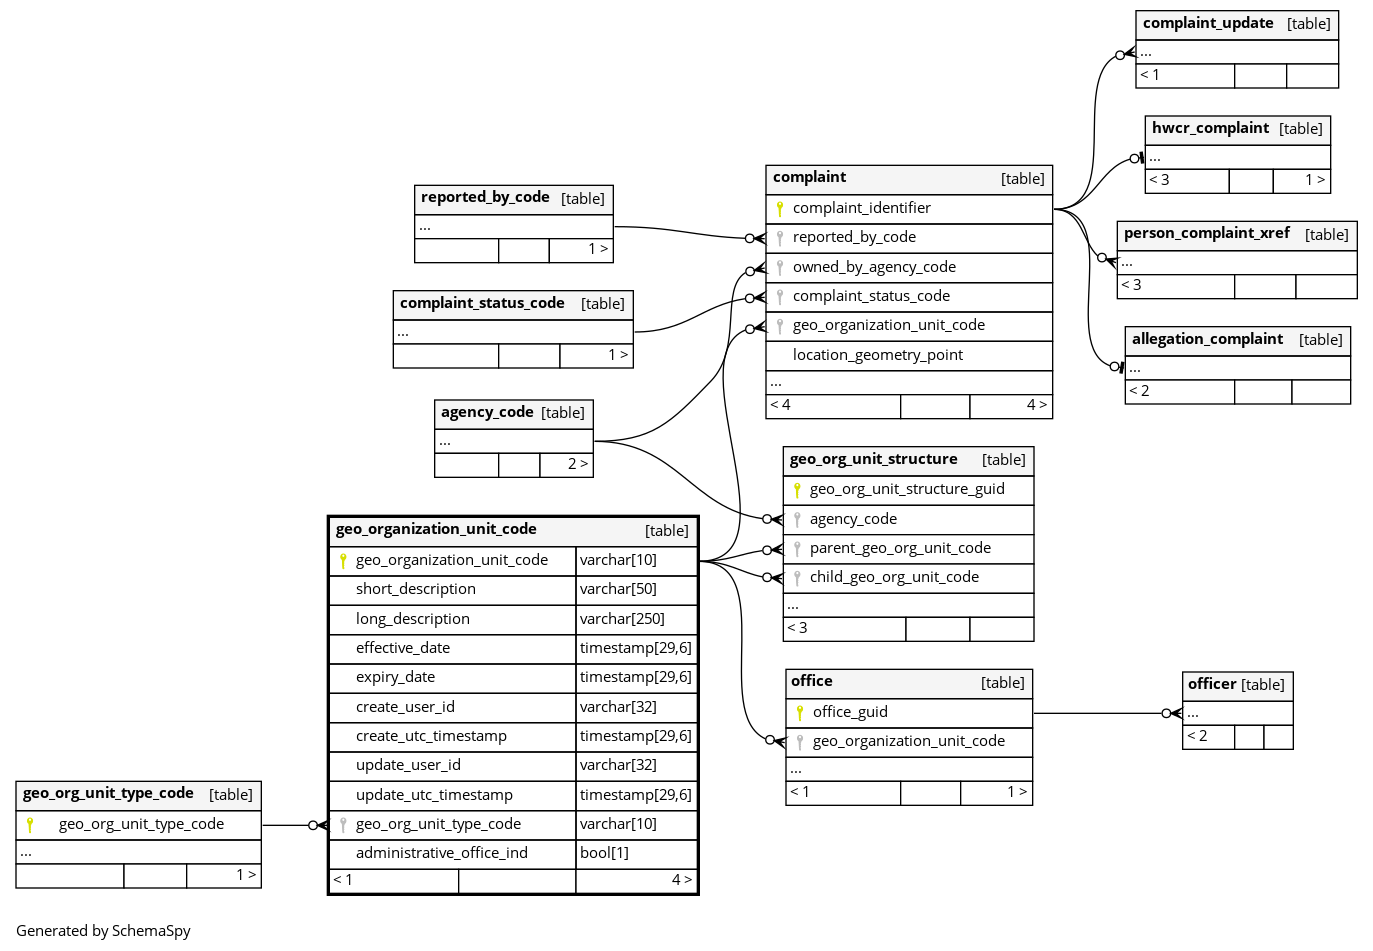 complaint_update [table]
...
< 1
hwcr_complaint [table]
...
< 3 1 >
person_complaint_xref [table]
...
< 3
allegation_complaint [table]
...
< 2
complaint [table]
complaint_identifier
reported_by_code
owned_by_agency_code
complaint_status_code
geo_organization_unit_code
location_geometry_point
...
< 4 4 >
reported_by_code [table]
...
1 >
complaint_status_code [table]
...
1 >
agency_code [table]
...
2 >
geo_org_unit_structure [table]
geo_org_unit_structure_guid
agency_code
parent_geo_org_unit_code
child_geo_org_unit_code
...
< 3
geo_organization_unit_code [table]
geo_organization_unit_code varchar[10]
short_description varchar[50]
long_description varchar[250]
effective_date timestamp[29,6]
expiry_date timestamp[29,6]
create_user_id varchar[32]
create_utc_timestamp timestamp[29,6]
update_user_id varchar[32]
update_utc_timestamp timestamp[29,6]
geo_org_unit_type_code varchar[10]
administrative_office_ind bool[1]
< 1 4 >
office [table]
office_guid
geo_organization_unit_code
...
< 1 1 >
officer [table]
...
< 2
geo_org_unit_type_code [table]
geo_org_unit_type_code
...
1 >
Generated by SchemaSpy